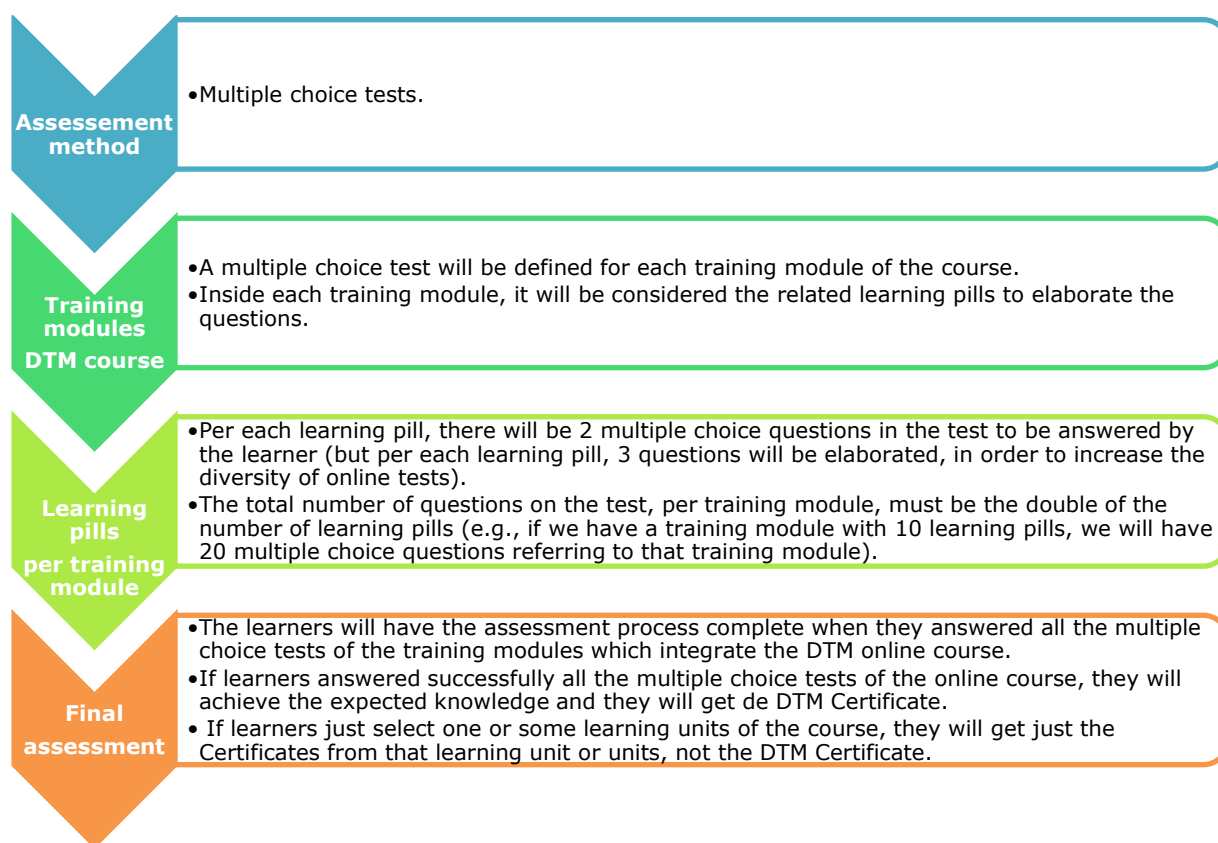 Assessement
method
•Multiple choice tests.
Training
modules
DTM course
•A multiple choice test will be defined for each training module of the course.
•Inside each training module, it will be considered the related learning pills to elaborate the
questions.
Learning
pills
per training
module
•Per each learning pill, there will be 2 multiple choice questions in the test to be answered by
the learner (but per each learning pill, 3 questions will be elaborated, in order to increase the
diversity of online tests).
•The total number of questions on the test, per training module, must be the double of the
number of learning pills (e.g., if we have a training module with 10 learning pills, we will have
20 multiple choice questions referring to that training module).
Final
assessment
•The learners will have the assessment process complete when they answered all the multiple
choice tests of the training modules which integrate the DTM online course.
•If learners answered successfully all the multiple choice tests of the online course, they will
achieve the expected knowledge and they will get de DTM Certificate.
• If learners just select one or some learning units of the course, they will get just the
Certificates from that learning unit or units, not the DTM Certificate.